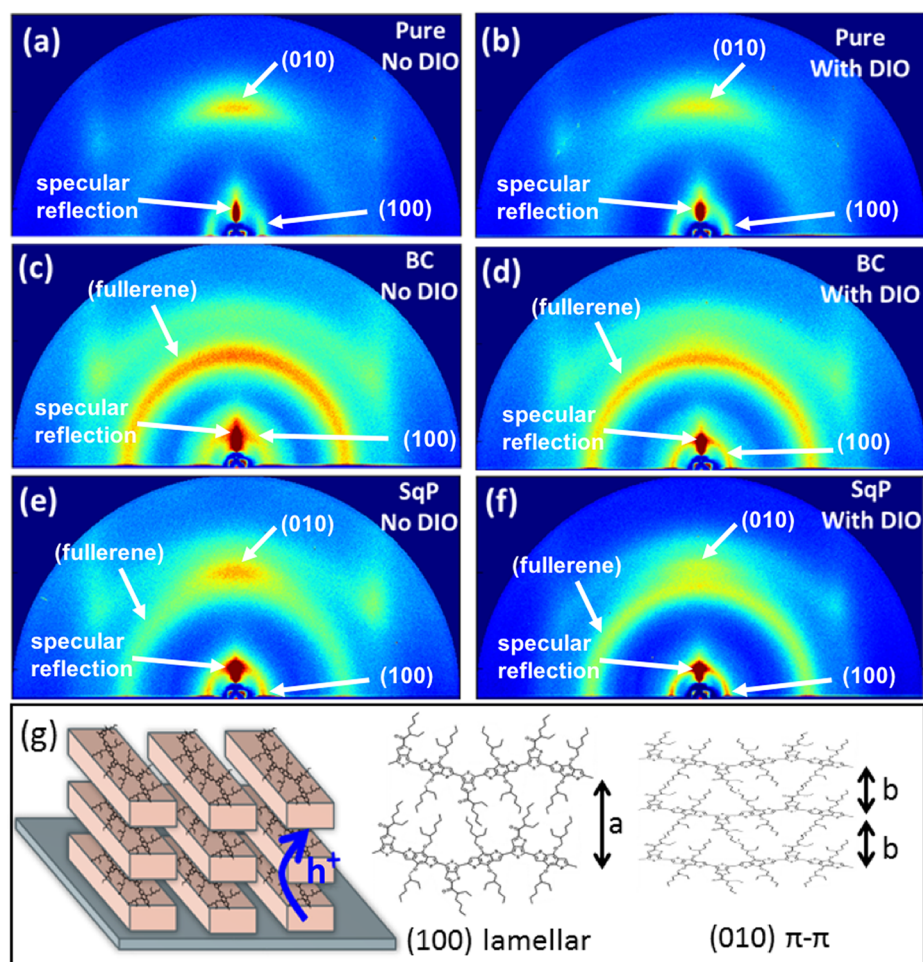 (a)
Pure
No DIO
(010)
specular
reflection
(100)
(b)
Pure
With DIO
(010)
specular
reflection
(100)
(c)
BC
No DIO
(fullerene)
specular
reflection
(100)
(d)
BC
With DIO
(fullerene)
specular
reflection
(100)
(e)
SqP
No DIO
(010)
(fullerene)
specular
reflection
(100)
(f)
SqP
With DIO
(010)
(fullerene)
specular
reflection
(100)
(g)
h⁺
a
b
b
(100) lamellar
(010) π-π